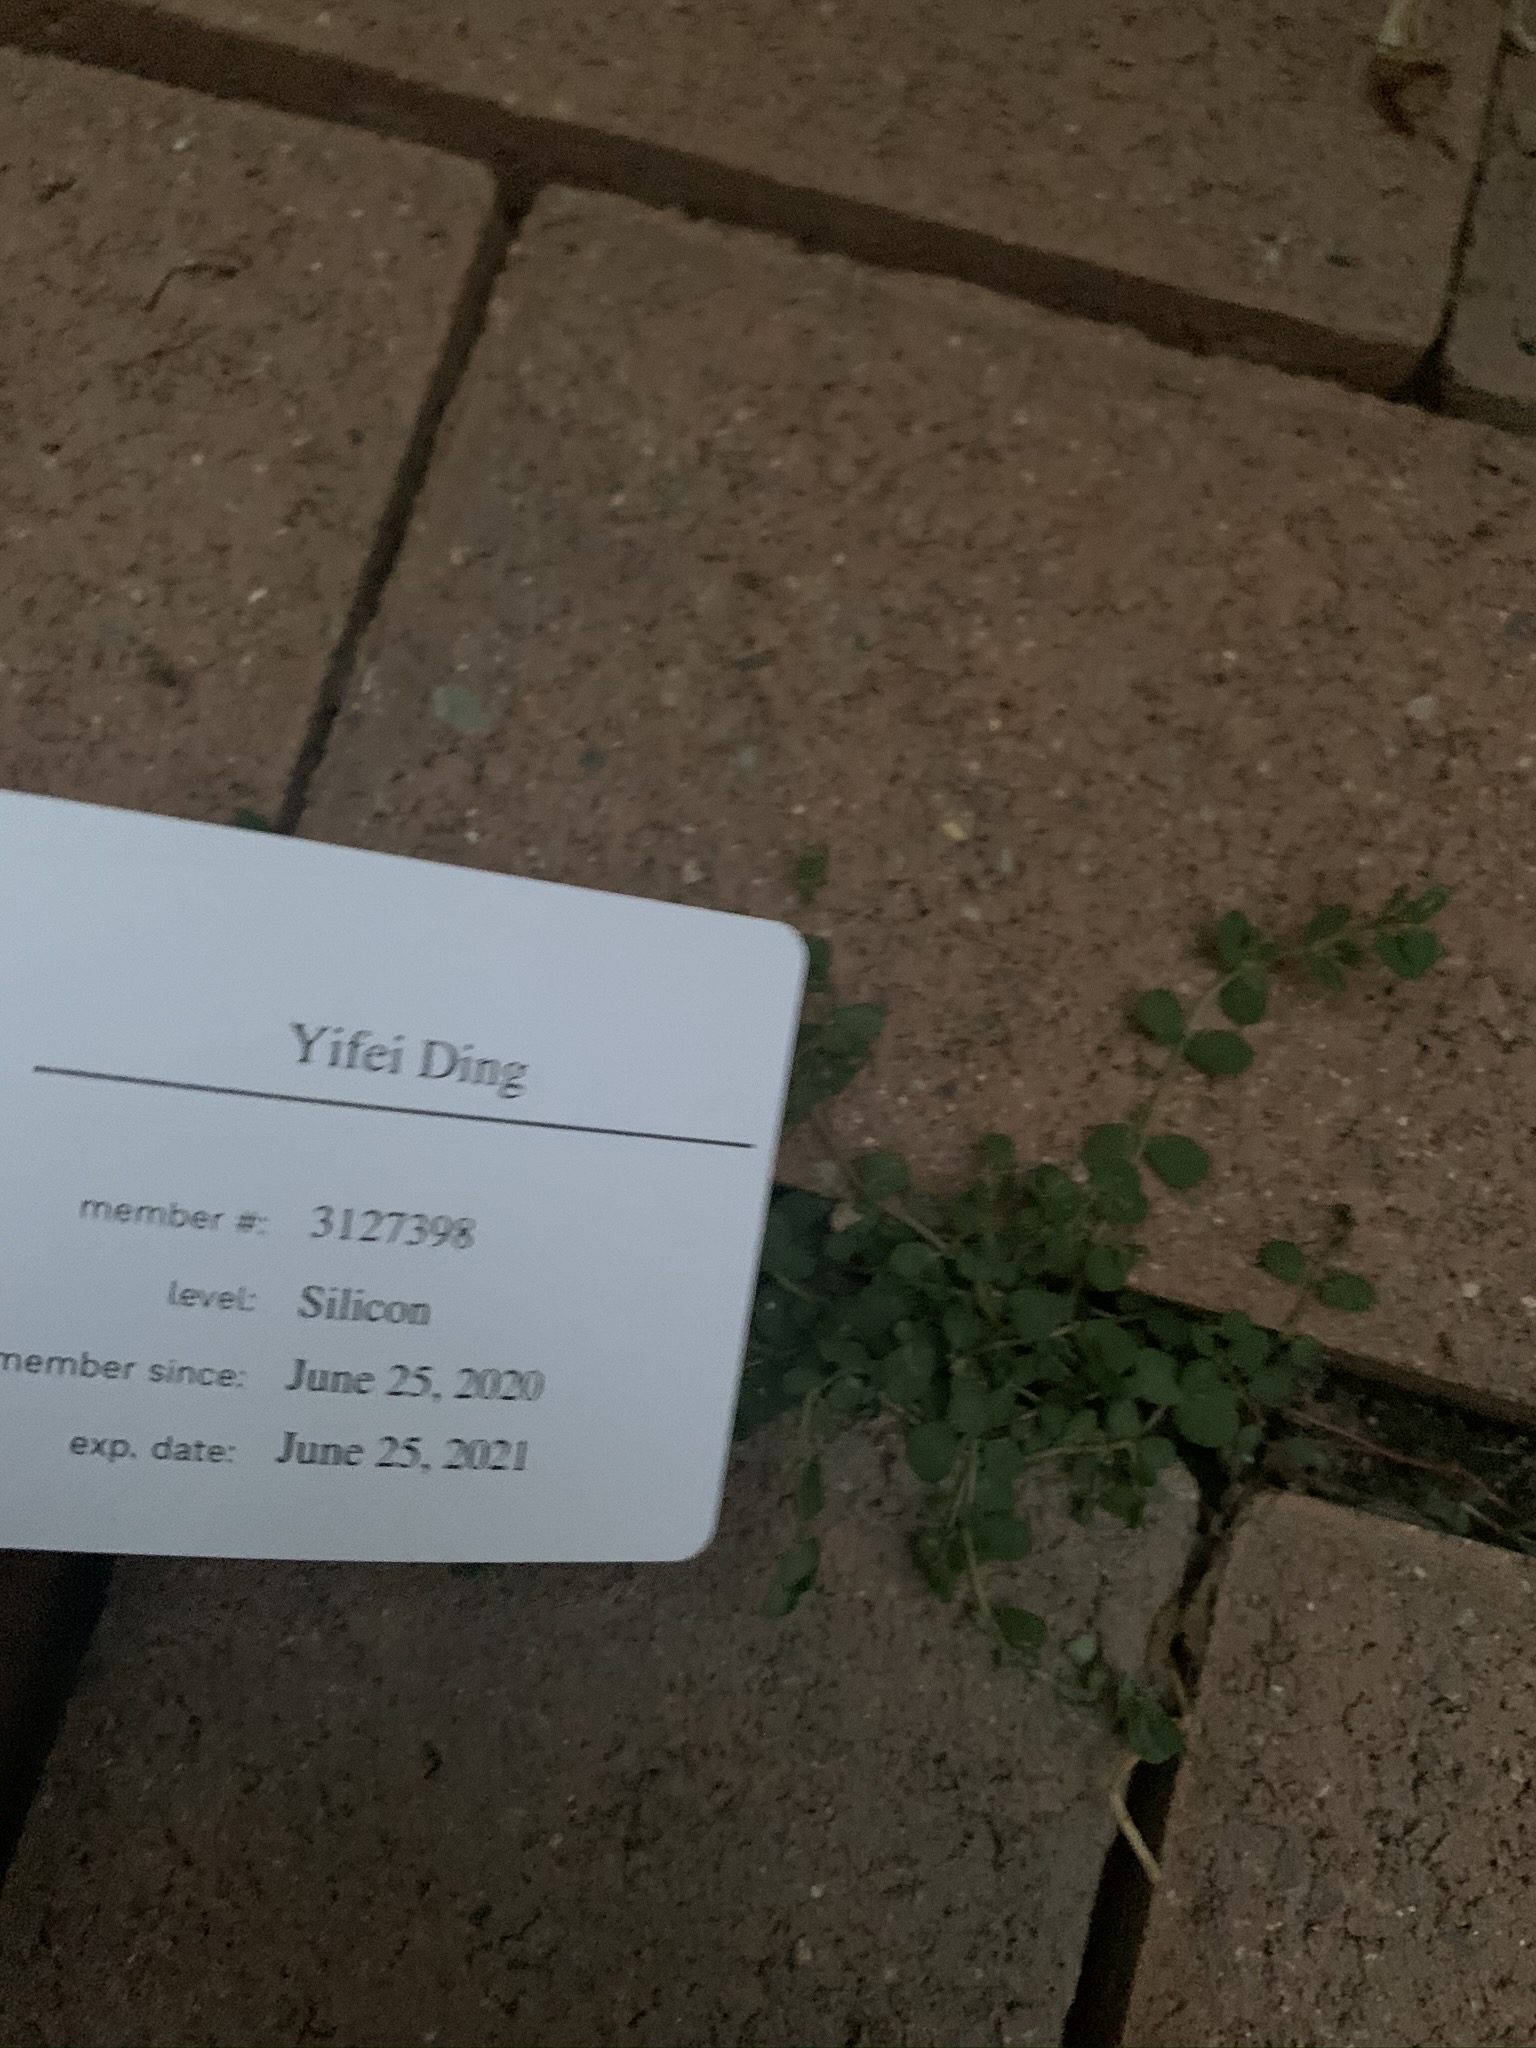 Yifei Ding
member #: 3127398
level: Silicon
member since: June 25, 2020
exp. date: June 25, 2021